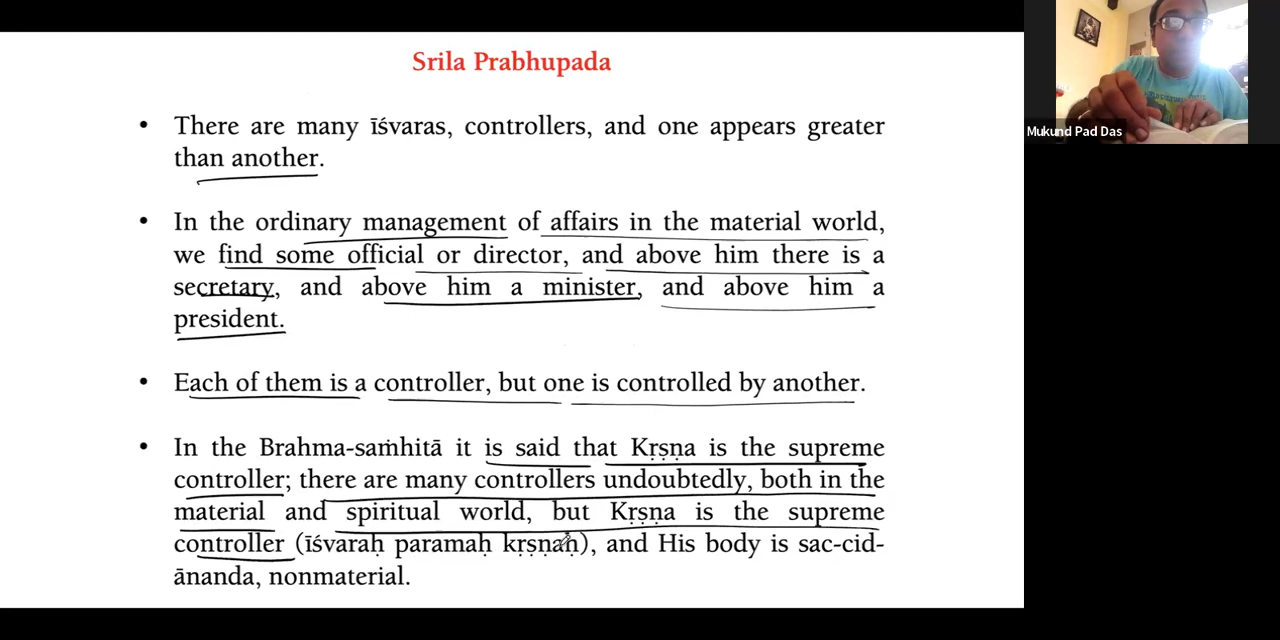 Srila Prabhupada
• There are many īśvaras, controllers, and one appears greater
than another.
• In the ordinary management of affairs in the material world,
we find some official or director, and above him there is a
secretary, and above him a minister, and above him a
president.
• Each of them is a controller, but one is controlled by another.
• In the Brahma-saṁhitā it is said that Kṛṣṇa is the supreme
controller; there are many controllers undoubtedly, both in the
material and spiritual world, but Kṛṣṇa is the supreme
controller (īśvaraḥ paramaḥ kṛṣṇaḥ), and His body is sac-cid-
ānanda, nonmaterial.
Mukund Pad Das